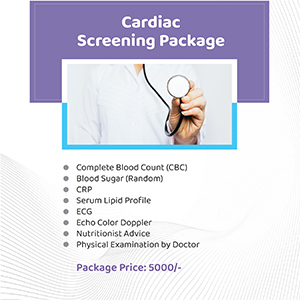 Cardiac
Screening Package
Complete Blood Count (CBC)
Blood Sugar (Random)
CRP
Serum Lipid Profile
ECG
Echo Color Doppler
Nutritionist Advice
Physical Examination by Doctor
Package Price: 5000/-